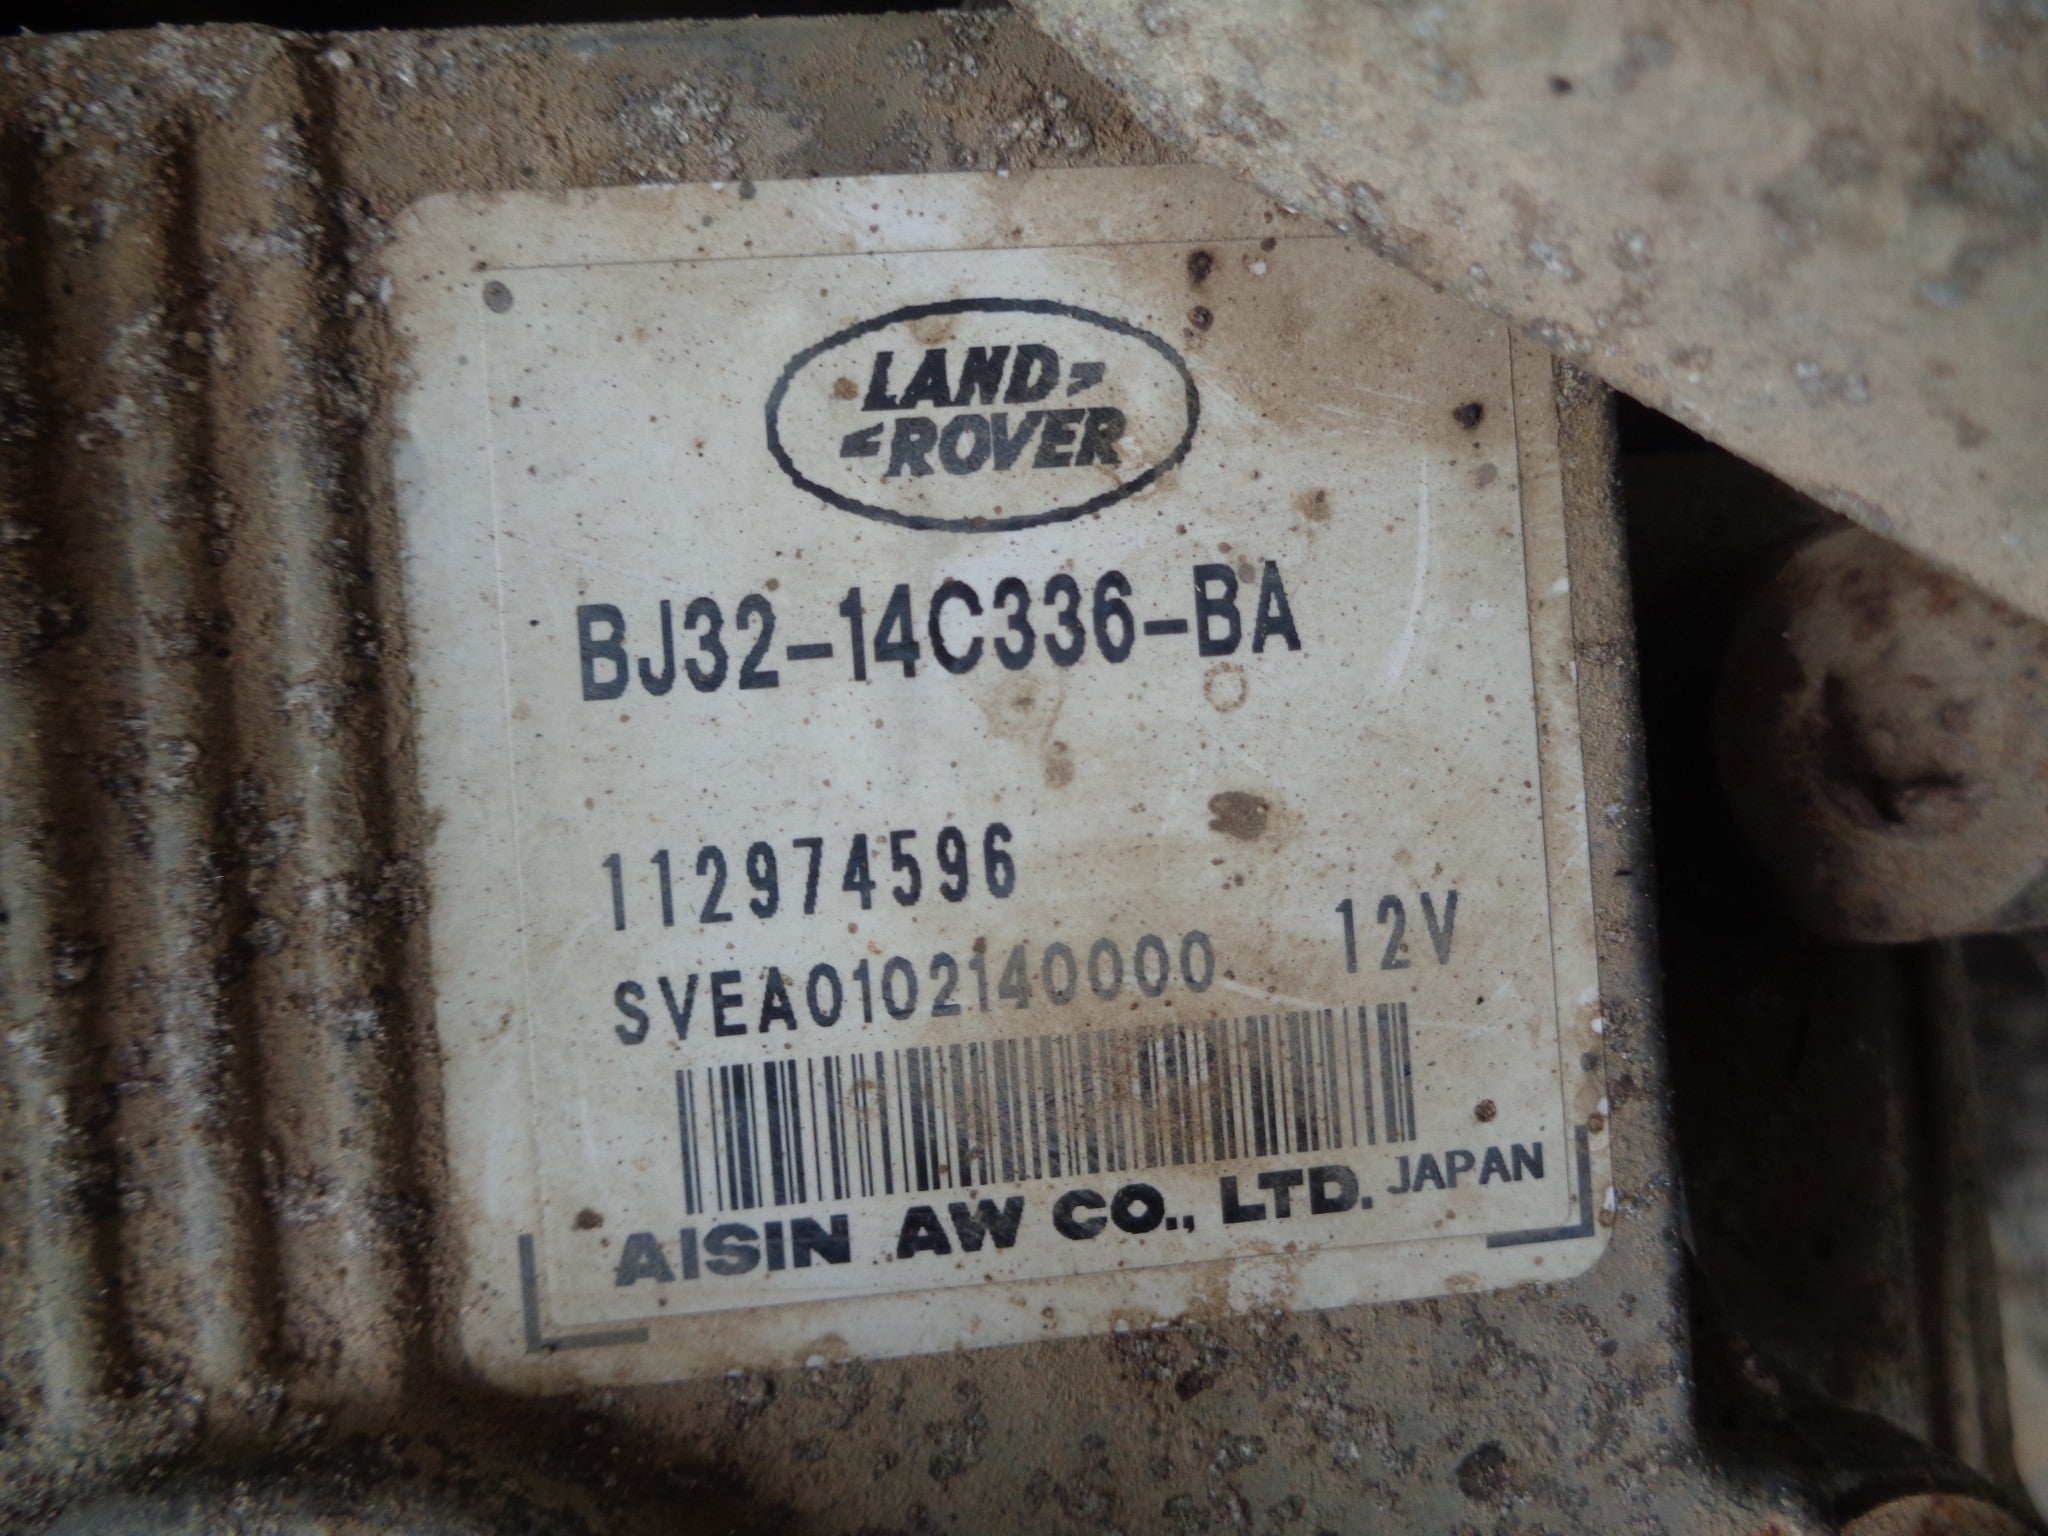 LAND
ROVER
BJ32-14C336-BA
112974596
SVEA0102140000 12V
AISIN AW CO., LTD. JAPAN